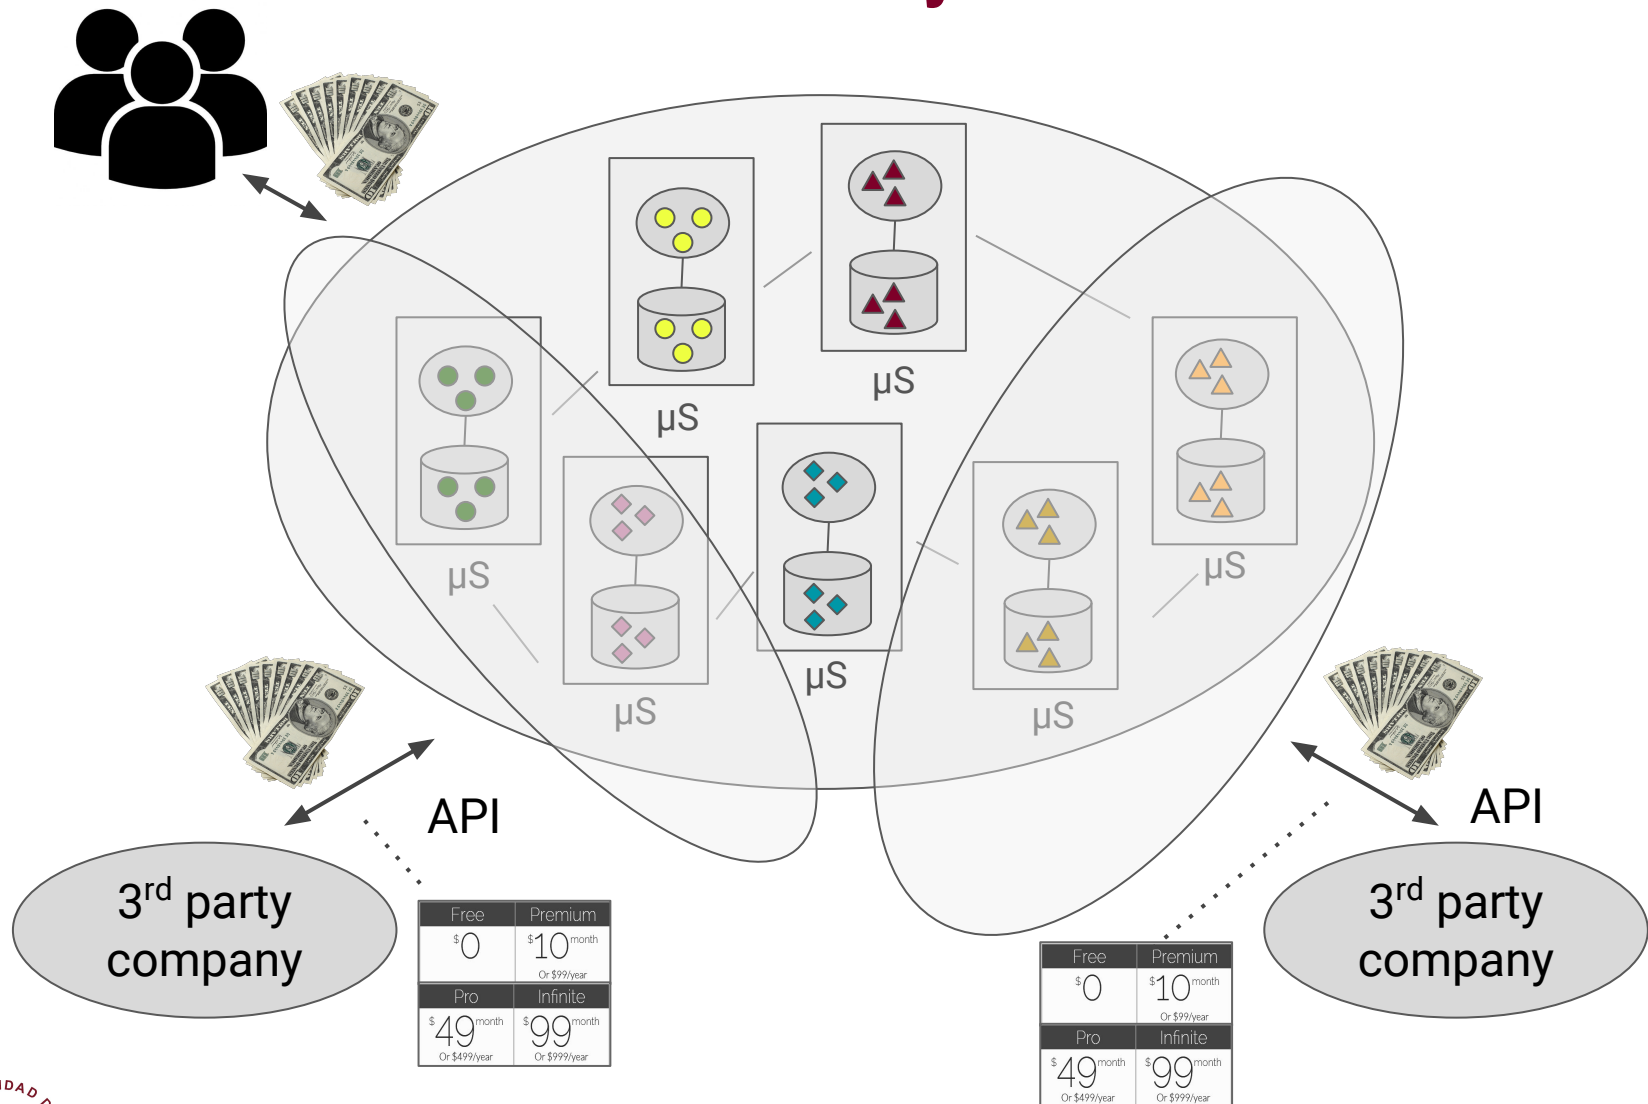 µS
µS
µS
µS
µS
µS
µS
API
API
3rd party
company
3rd party
company
Free Premium
$0 $10 month
Or $99/year
Pro Infinite
$49 month $99 month
Or $499/year Or $999/year
Free Premium
$0 $10 month
Or $99/year
Pro Infinite
$49 month $99 month
Or $499/year Or $999/year